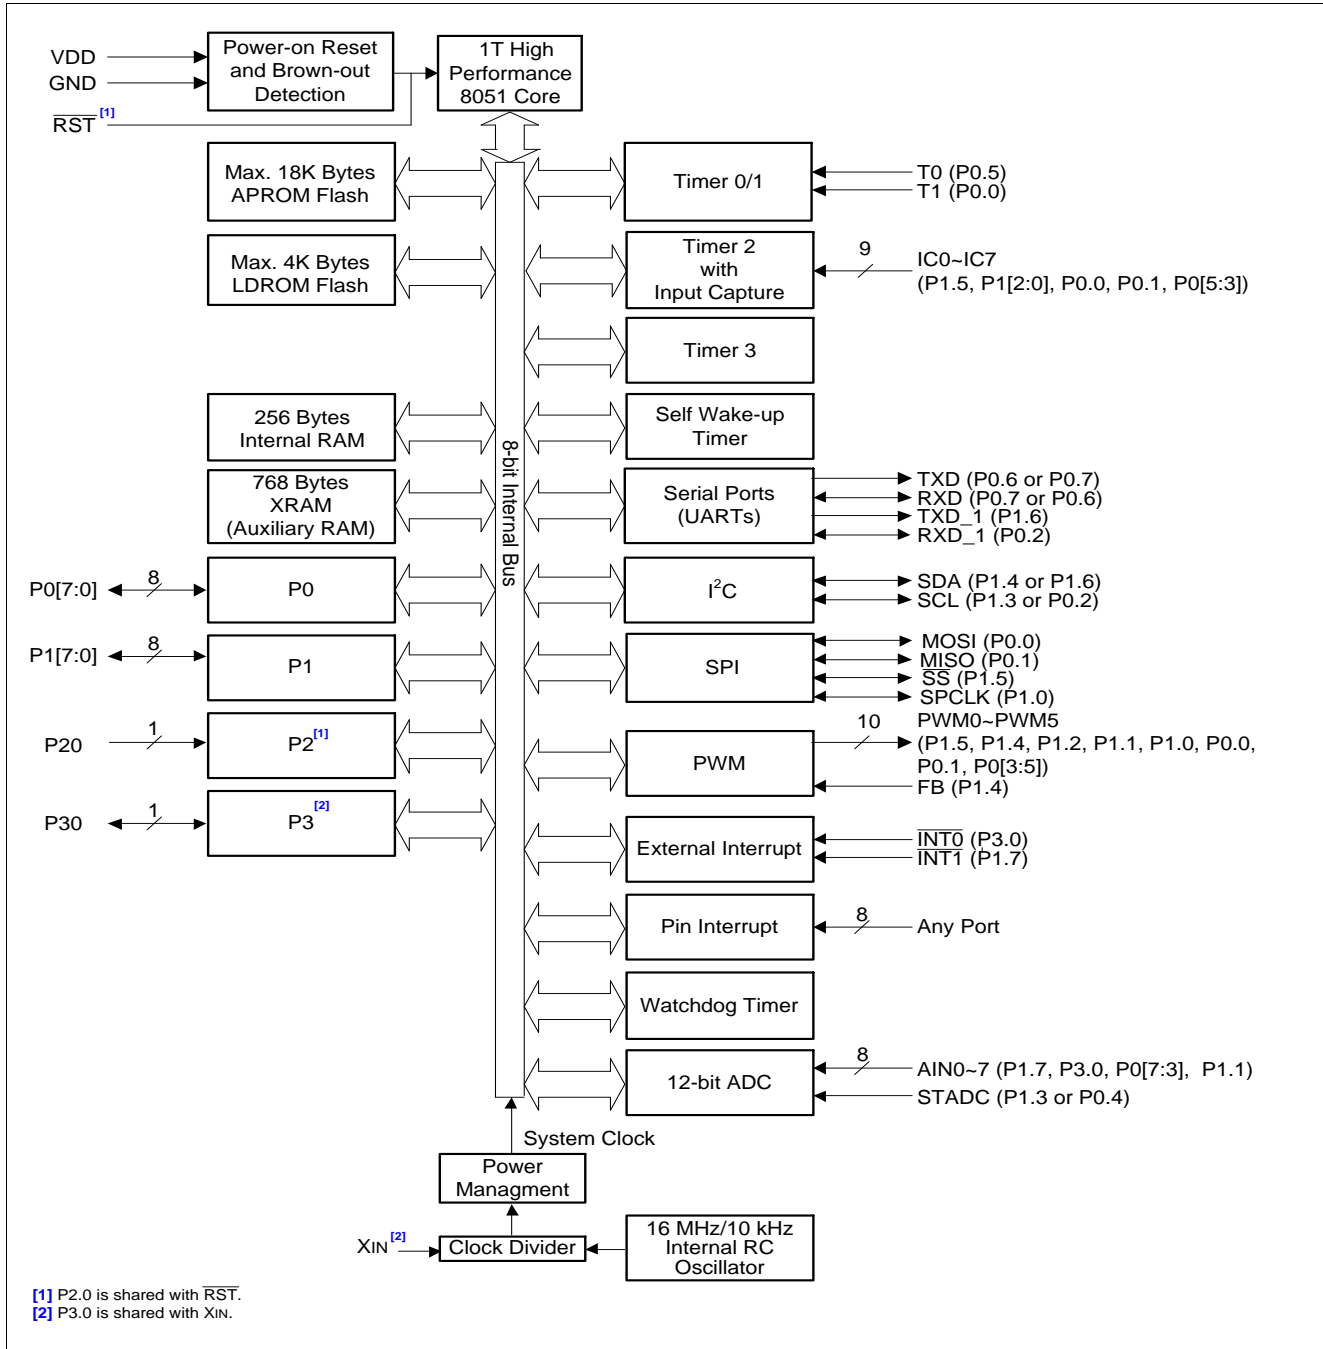 VDD
GND
RST [1]
Power-on Reset
and Brown-out
Detection
1T High
Performance
8051 Core
Max. 18K Bytes
APROM Flash
Max. 4K Bytes
LDROM Flash
256 Bytes
Internal RAM
768 Bytes
XRAM
(Auxiliary RAM)
P0[7:0]
8
P0
P1[7:0]
8
P1
P20
1
P2[1]
P30
1
P3[2]
8-bit Internal Bus
Timer 0/1
T0 (P0.5)
T1 (P0.0)
Timer 2
with
Input Capture
9
IC0~IC7
(P1.5, P1[2:0], P0.0, P0.1, P0[5:3])
Timer 3
Self Wake-up
Timer
Serial Ports
(UARTs)
TXD (P0.6 or P0.7)
RXD (P0.7 or P0.6)
TXD_1 (P1.6)
RXD_1 (P0.2)
I2C
SDA (P1.4 or P1.6)
SCL (P1.3 or P0.2)
SPI
MOSI (P0.0)
MISO (P0.1)
SS (P1.5)
SPCLK (P1.0)
PWM
10
PWM0~PWM5
(P1.5, P1.4, P1.2, P1.1, P1.0, P0.0,
P0.1, P0[3:5])
FB (P1.4)
External Interrupt
INT0 (P3.0)
INT1 (P1.7)
Pin Interrupt
8
Any Port
Watchdog Timer
12-bit ADC
8
AIN0~7 (P1.7, P3.0, P0[7:3], P1.1)
STADC (P1.3 or P0.4)
System Clock
Power
Managment
XIN [2]
Clock Divider
16 MHz/10 kHz
Internal RC
Oscillator
[1] P2.0 is shared with RST.
[2] P3.0 is shared with XIN.